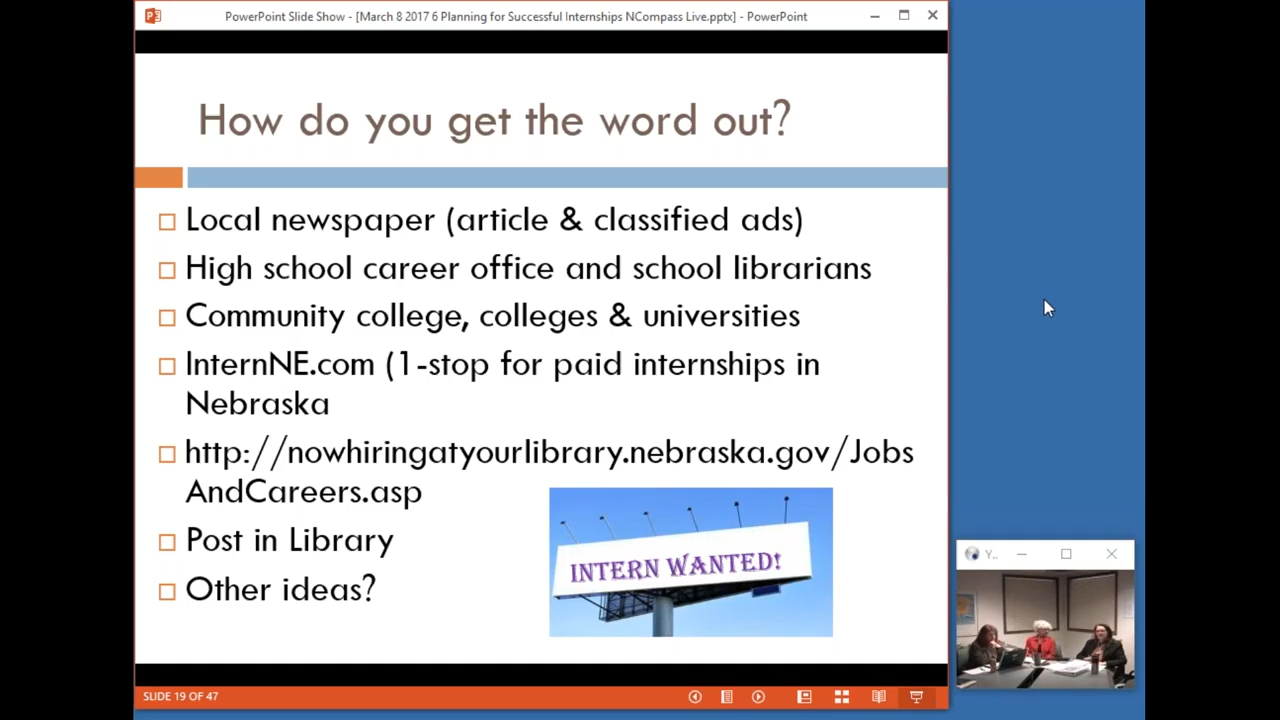 PowerPoint Slide Show - [March 8 2017 6 Planning for Successful Internships NCompass Live.pptx] - PowerPoint
How do you get the word out?
Local newspaper (article & classified ads)
High school career office and school librarians
Community college, colleges & universities
InternNE.com (1-stop for paid internships in
Nebraska
http://nowhiringatyourlibrary.nebraska.gov/Jobs
AndCareers.asp
Post in Library
Other ideas?
INTERN WANTED!
Y..
SLIDE 19 OF 47